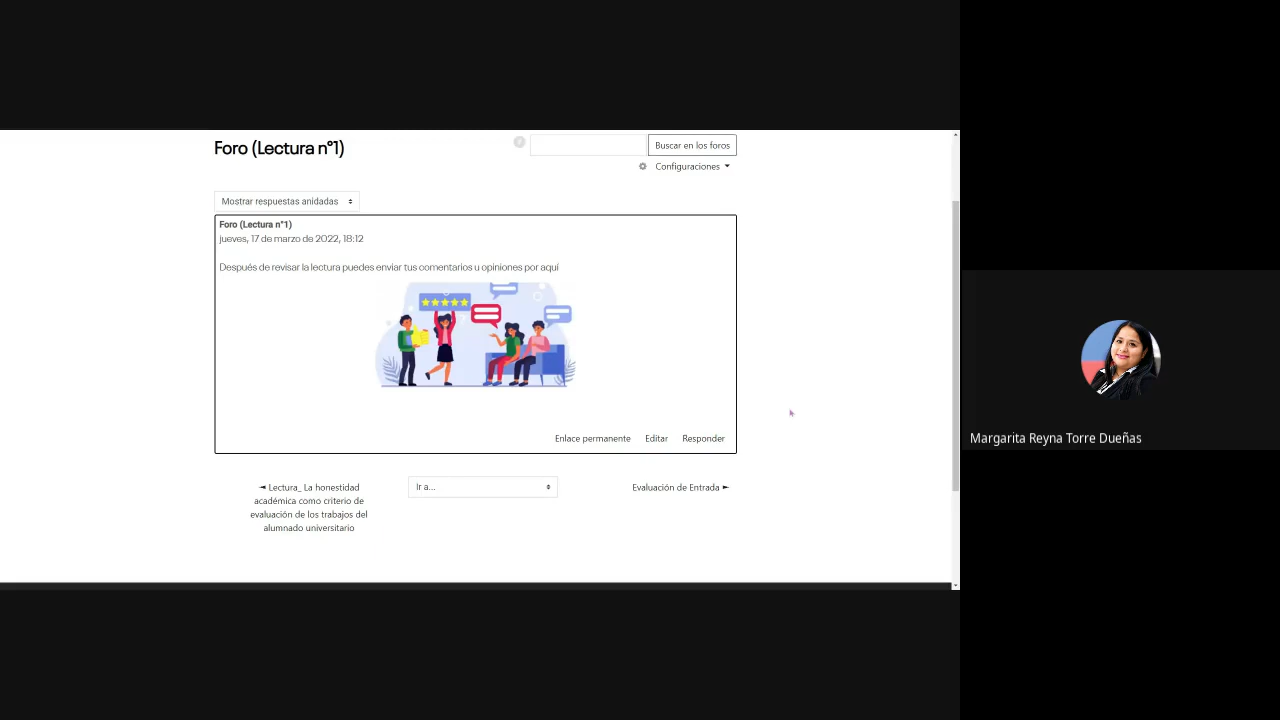 Foro (Lectura n°1)
Buscar en los foros
Configuraciones
Mostrar respuestas anidadas
Foro (Lectura n°1)
jueves, 17 de marzo de 2022, 18:12
Después de revisar la lectura puedes enviar tus comentarios u opiniones por aquí
Enlace permanente Editar Responder
◄ Lectura_ La honestidad
académica como criterio de
evaluación de los trabajos del
alumnado universitario
Ir a...
Evaluación de Entrada ►
Margarita Reyna Torre Dueñas